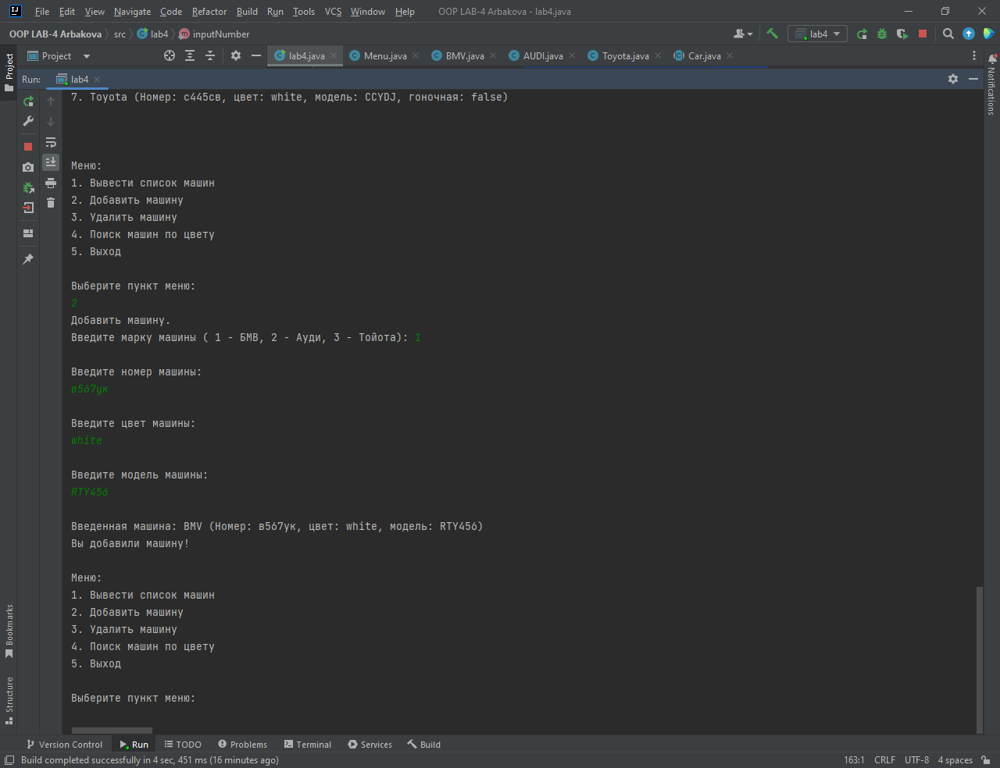 File Edit View Navigate Code Refactor Build Run Tools VCS Window Help OOP LAB-4 Arbakova - lab4.java
OOP LAB-4 Arbakova src lab4 inputNumber lab4
Project lab4.java Menu.java BMV.java AUDI.java Toyota.java Car.java
Run: lab4
Project
Notifications
7. Toyota (Номер: с445св, цвет: white, модель: CCYDJ, гоночная: false)
Меню:
1. Вывести список машин
2. Добавить машину
3. Удалить машину
4. Поиск машин по цвету
5. Выход
Выберите пункт меню:
2
Добавить машину.
Введите марку машины ( 1 - БМВ, 2 - Ауди, 3 - Тойота): 1
Введите номер машины:
в567ук
Введите цвет машины:
white
Введите модель машины:
RTY456
Введенная машина: BMV (Номер: в567ук, цвет: white, модель: RTY456)
Вы добавили машину!
Меню:
1. Вывести список машин
2. Добавить машину
3. Удалить машину
4. Поиск машин по цвету
5. Выход
Выберите пункт меню:
Bookmarks
Structure
Version Control Run TODO Problems Terminal Services Build
Build completed successfully in 4 sec, 451 ms (16 minutes ago) 163:1 CRLF UTF-8 4 spaces